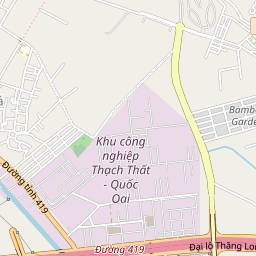 Bamb
Garde
Khu công
nghiệp
Thạch Thất
- Quốc
Oai
Đường tỉnh 419
Đường 419
Đại lộ Thăng Lon